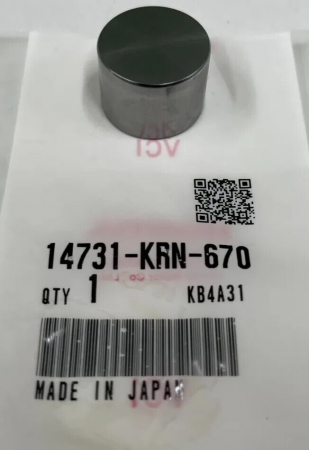 14731-KRN-670
QTY 1 KB4A31
MADE IN JAPAN